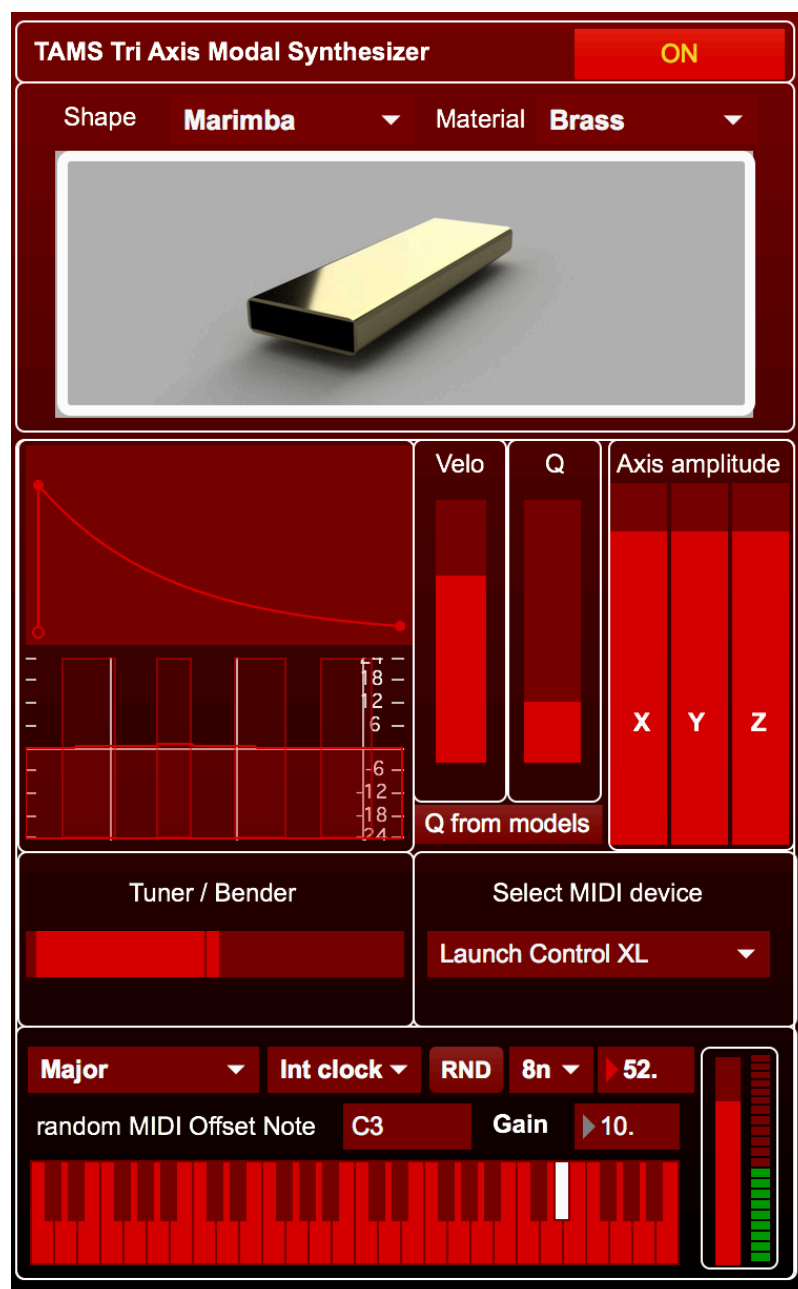 TAMS Tri Axis Modal Synthesizer ON
Shape Marimba Material Brass
Velo Q Axis amplitude
24
18
12
6
-6
-12
-18
-24
X Y Z
Q from models
Tuner / Bender Select MIDI device
Launch Control XL
Major Int clock RND 8n 52.
random MIDI Offset Note C3 Gain 10.